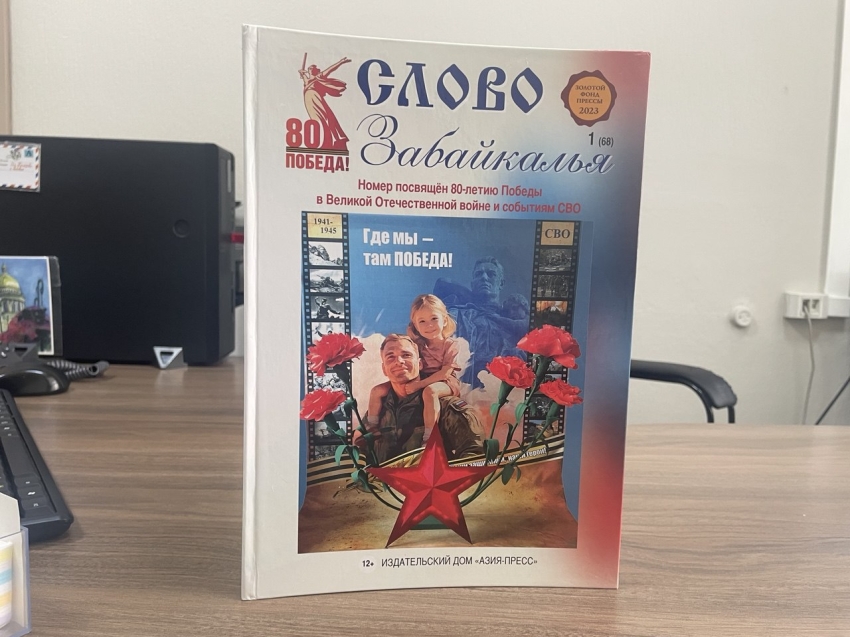 80
ПОБЕДА!
СЛОВО
Забайкалья
ЗОЛОТОЙ
ФОНД
ПРЕССЫ
2023
1 (68)
Номер посвящён 80-летию Победы
в Великой Отечественной войне и событиям СВО
1941-
1945
Где мы –
там ПОБЕДА!
СВО
12+ ИЗДАТЕЛЬСКИЙ ДОМ «АЗИЯ-ПРЕСС»